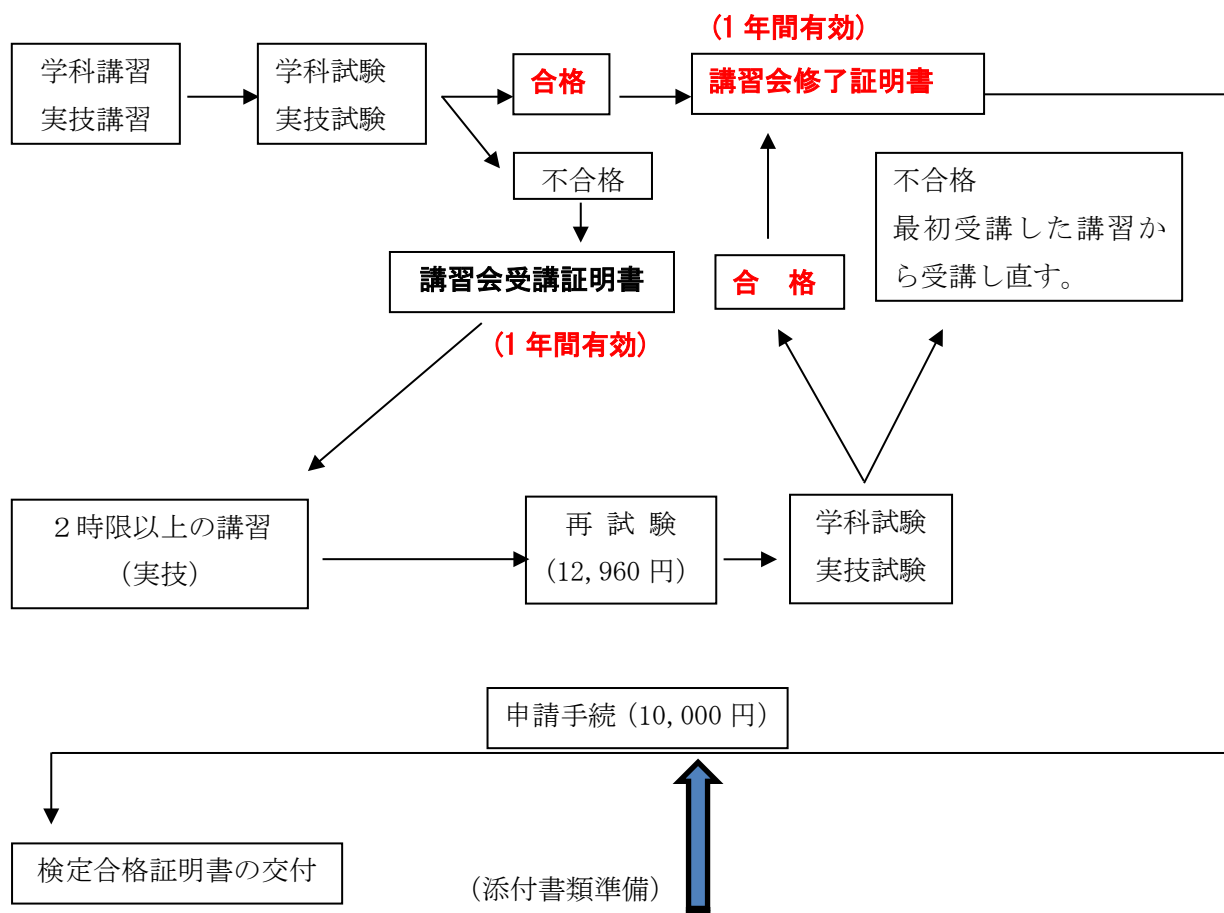 (1 年間有効)
学科講習
実技講習
学科試験
実技試験
合格
講習会修了証明書
不合格
不合格
最初受講した講習か
ら受講し直す。
講習会受講証明書
合　格
(1 年間有効)
２時限以上の講習
（実技）
再 試 験
(12,960 円)
学科試験
実技試験
申請手続 (10,000 円)
検定合格証明書の交付
（添付書類準備）